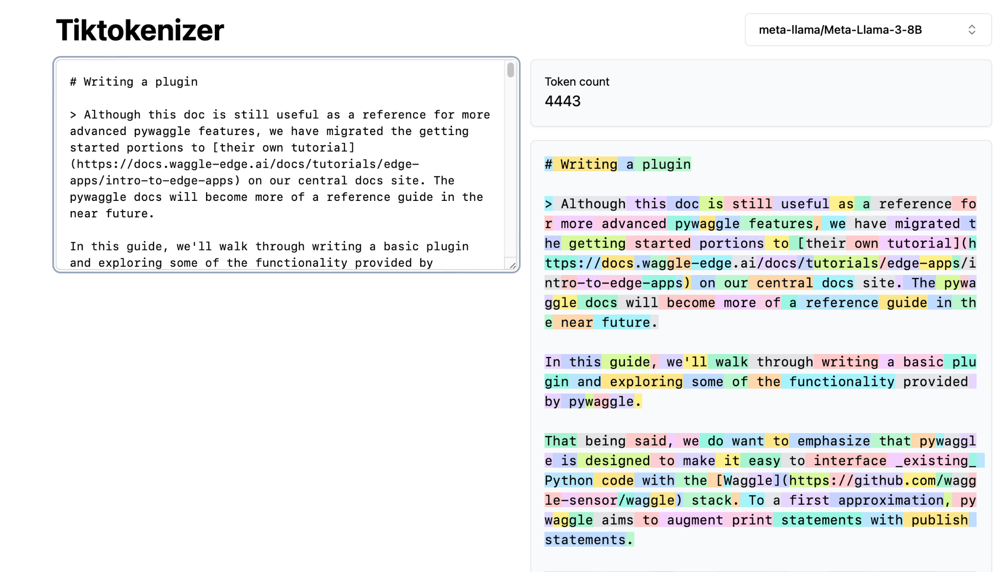 Tiktokenizer
meta-llama/Meta-Llama-3-8B
# Writing a plugin
> Although this doc is still useful as a reference for more
advanced pywaggle features, we have migrated the getting
started portions to [their own tutorial]
(https://docs.waggle-edge.ai/docs/tutorials/edge-
apps/intro-to-edge-apps) on our central docs site. The
pywaggle docs will become more of a reference guide in the
near future.
In this guide, we'll walk through writing a basic plugin
and exploring some of the functionality provided by
Token count
4443
# Writing a plugin
> Although this doc is still useful as a reference fo
r more advanced pywaggle features, we have migrated t
he getting started portions to [their own tutorial](h
ttps://docs.waggle-edge.ai/docs/tutorials/edge-apps/i
ntro-to-edge-apps) on our central docs site. The pywa
ggle docs will become more of a reference guide in th
e near future.
In this guide, we'll walk through writing a basic plu
gin and exploring some of the functionality provided
by pywaggle.
That being said, we do want to emphasize that pywaggl
e is designed to make it easy to interface _existing_
Python code with the [Waggle](https://github.com/wagg
le-sensor/waggle) stack. To a first approximation, py
waggle aims to augment print statements with publish
statements.